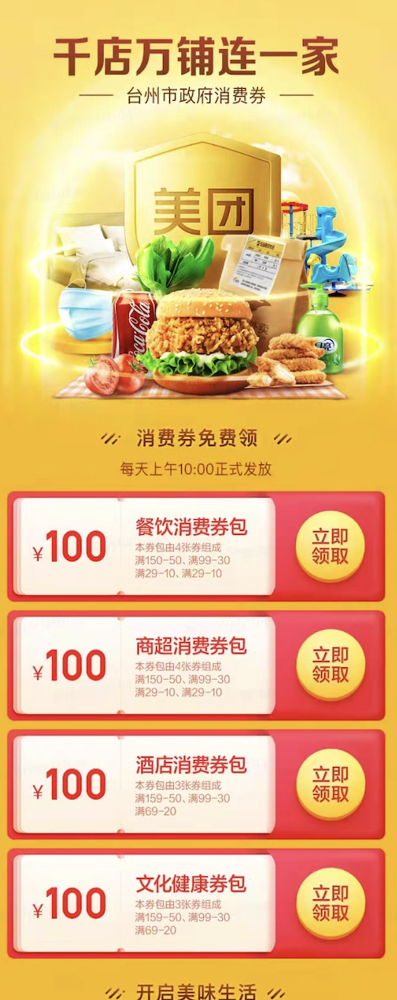 千店万铺连一家
台州市政府消费券
美团
Coca-Cola
外卖
消费券免费领
每天上午10:00正式发放
¥100
餐饮消费券包
本券包由4张券组成
满150-50、满99-30
满29-10、满29-10
立即
领取
¥100
商超消费券包
本券包由4张券组成
满150-50、满99-30
满29-10、满29-10
立即
领取
¥100
酒店消费券包
本券包由3张券组成
满159-50、满99-30
满69-20
立即
领取
¥100
文化健康券包
本券包由3张券组成
满159-50、满99-30
满69-20
立即
领取
开启美味生活